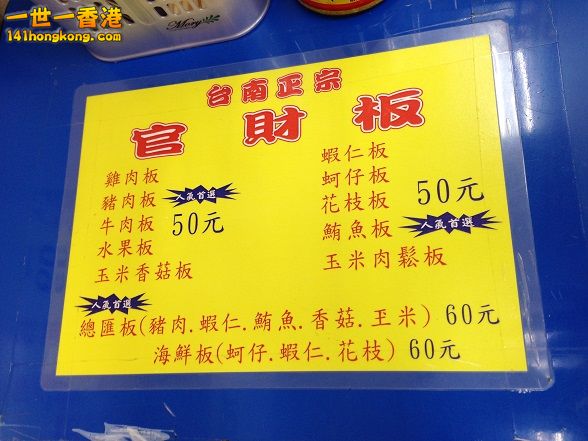 一世一香港
141hongkong.com
Mory
台南正宗
官財板
雞肉板
豬肉板 人氣首選
牛肉板
水果板
玉米香菇板
50元
蝦仁板
蚵仔板
花枝板
鮪魚板 人氣首選
玉米肉鬆板
50元
人氣首選
總匯板(豬肉.蝦仁.鮪魚.香菇.玉米) 60元
海鮮板(蚵仔.蝦仁.花枝) 60元